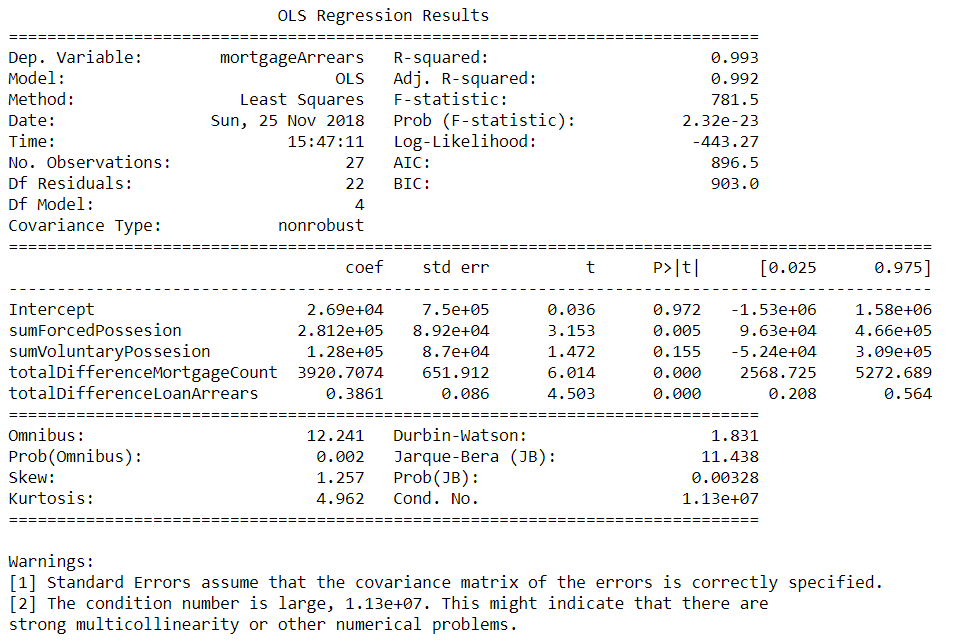 OLS Regression Results
==============================================================================
Dep. Variable: mortgageArrears R-squared: 0.993
Model: OLS Adj. R-squared: 0.992
Method: Least Squares F-statistic: 781.5
Date: Sun, 25 Nov 2018 Prob (F-statistic): 2.32e-23
Time: 15:47:11 Log-Likelihood: -443.27
No. Observations: 27 AIC: 896.5
Df Residuals: 22 BIC: 903.0
Df Model: 4
Covariance Type: nonrobust
================================================================================================
coef std err t P>|t| [0.025 0.975]
------------------------------------------------------------------------------------------------
Intercept 2.69e+04 7.5e+05 0.036 0.972 -1.53e+06 1.58e+06
sumForcedPossesion 2.812e+05 8.92e+04 3.153 0.005 9.63e+04 4.66e+05
sumVoluntaryPossesion 1.28e+05 8.7e+04 1.472 0.155 -5.24e+04 3.09e+05
totalDifferenceMortgageCount 3920.7074 651.912 6.014 0.000 2568.725 5272.689
totalDifferenceLoanArrears 0.3861 0.086 4.503 0.000 0.208 0.564
==============================================================================
Omnibus: 12.241 Durbin-Watson: 1.831
Prob(Omnibus): 0.002 Jarque-Bera (JB): 11.438
Skew: 1.257 Prob(JB): 0.00328
Kurtosis: 4.962 Cond. No. 1.13e+07
==============================================================================
Warnings:
[1] Standard Errors assume that the covariance matrix of the errors is correctly specified.
[2] The condition number is large, 1.13e+07. This might indicate that there are
strong multicollinearity or other numerical problems.